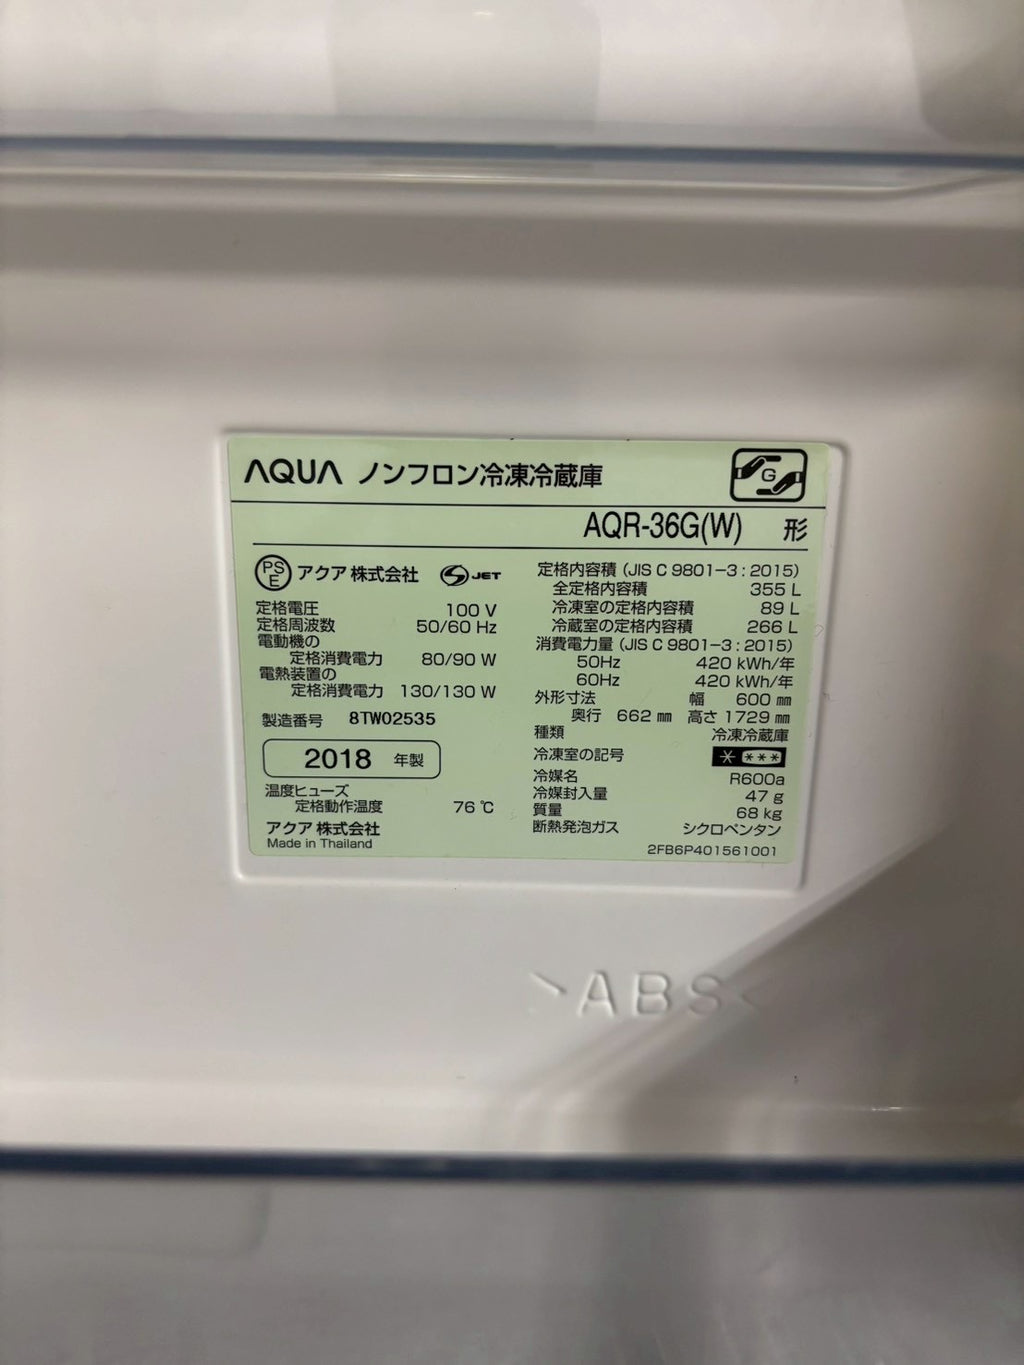 AQUA ノンフロン冷凍冷蔵庫
G
AQR-36G(W) 形
PS E アクア株式会社 S JET
定格電圧 100 V
定格周波数 50/60 Hz
電動機の
定格消費電力 80/90 W
電熱装置の
定格消費電力 130/130 W
製造番号 8TW02535
2018 年製
温度ヒューズ
定格動作温度 76 ℃
アクア株式会社
Made in Thailand
定格内容積 (JIS C 9801-3 : 2015)
全定格内容積 355 L
冷凍室の定格内容積 89 L
冷蔵室の定格内容積 266 L
消費電力量 (JIS C 9801-3 : 2015)
50Hz 420 kWh/年
60Hz 420 kWh/年
外形寸法 幅 600 ㎜
奥行 662 ㎜ 高さ 1729 ㎜
種類 冷凍冷蔵庫
冷凍室の記号 * ***
冷媒名 R600a
冷媒封入量 47 g
質量 68 kg
断熱発泡ガス シクロペンタン
2FB6P401561001
>ABS<